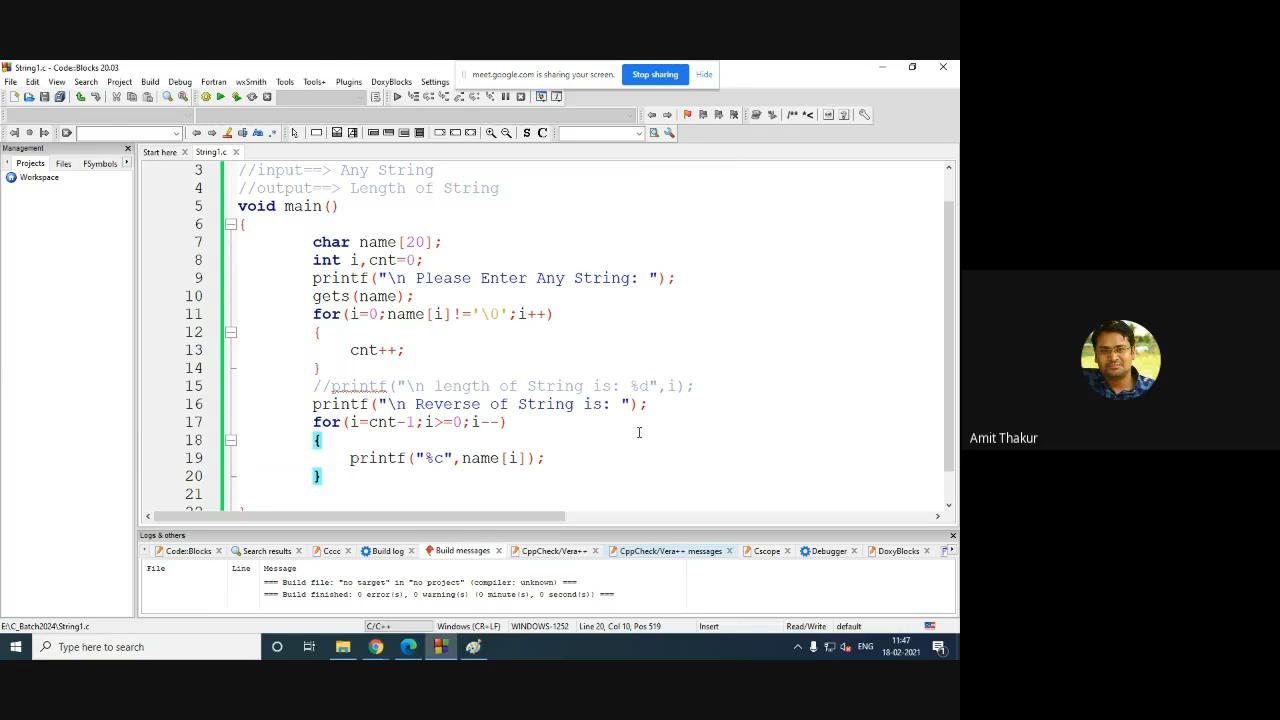 String1.c - Code::Blocks 20.03
meet.google.com is sharing your screen. Stop sharing Hide
File Edit View Search Project Build Debug Fortran wxSmith Tools Tools+ Plugins DoxyBlocks Settings
Management
Projects Files FSymbols
Workspace
Start here String1.c
3 //input==> Any String
4 //output==> Length of String
5 void main()
6 {
7 char name[20];
8 int i,cnt=0;
9 printf("\n Please Enter Any String: ");
10 gets(name);
11 for(i=0;name[i]!='\0';i++)
12 {
13 cnt++;
14 }
15 //printf("\n length of String is: %d",i);
16 printf("\n Reverse of String is: ");
17 for(i=cnt-1;i>=0;i--)
18 {
19 printf("%c",name[i]);
20 }
21
Logs & others
Code::Blocks Search results Cccc Build log Build messages CppCheck/Vera++ CppCheck/Vera++ messages Cscope Debugger DoxyBlocks
File Line Message
=== Build file: "no target" in "no project" (compiler: unknown) ===
=== Build finished: 0 error(s), 0 warning(s) (0 minute(s), 0 second(s)) ===
E:\C_Batch2024\String1.c C/C++ Windows (CR+LF) WINDOWS-1252 Line 20, Col 10, Pos 519 Insert Read/Write default
Type here to search
ENG
11:47
18-02-2021
Amit Thakur